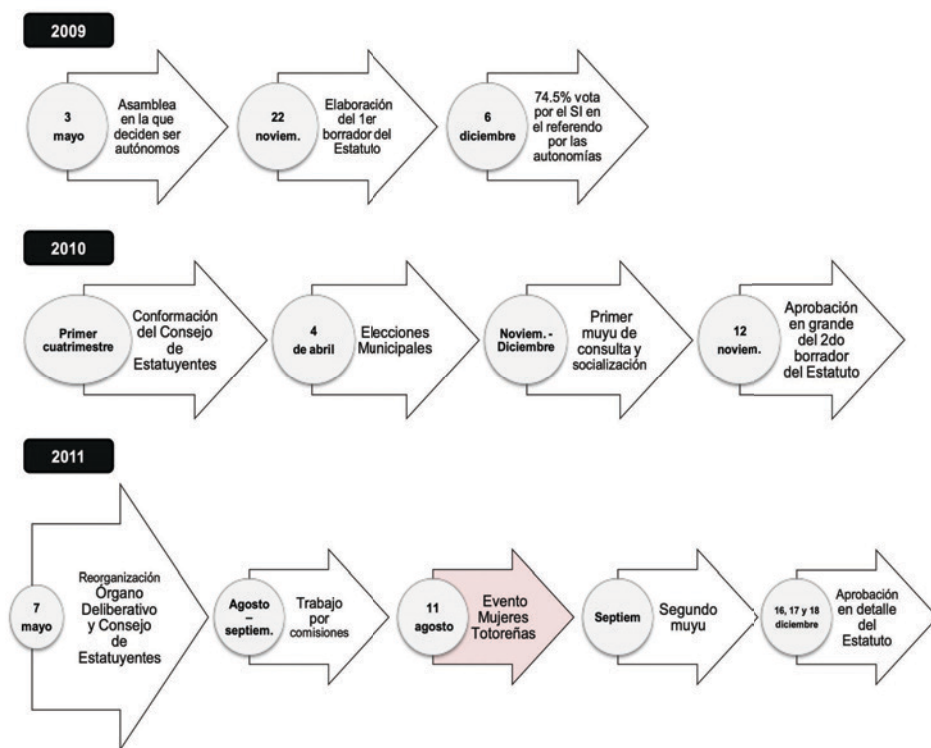 2009
3
mayo
Asamblea
en la que
deciden ser
autónomos
22
noviem.
Elaboración
del 1er
borrador del
Estatuto
6
diciembre
74.5% vota
por el SI en
el referendo
por las
autonomías
2010
Primer
cuatrimestre
Conformación
del Consejo
de
Estatuyentes
4
de abril
Elecciones
Municipales
Noviem. -
Diciembre
Primer
muyu de
consulta y
socialización
12
noviem.
Aprobación
en grande
del 2do
borrador
del Estatuto
2011
7
mayo
Reorganización
Órgano
Deliberativo
y Consejo
de
Estatuyentes
Agosto
–
septiem.
Trabajo
por
comisiones
11
agosto
Evento
Mujeres
Totoreñas
Septiem
Segundo
muyu
16, 17 y 18
diciembre
Aprobación
en detalle
del
Estatuto